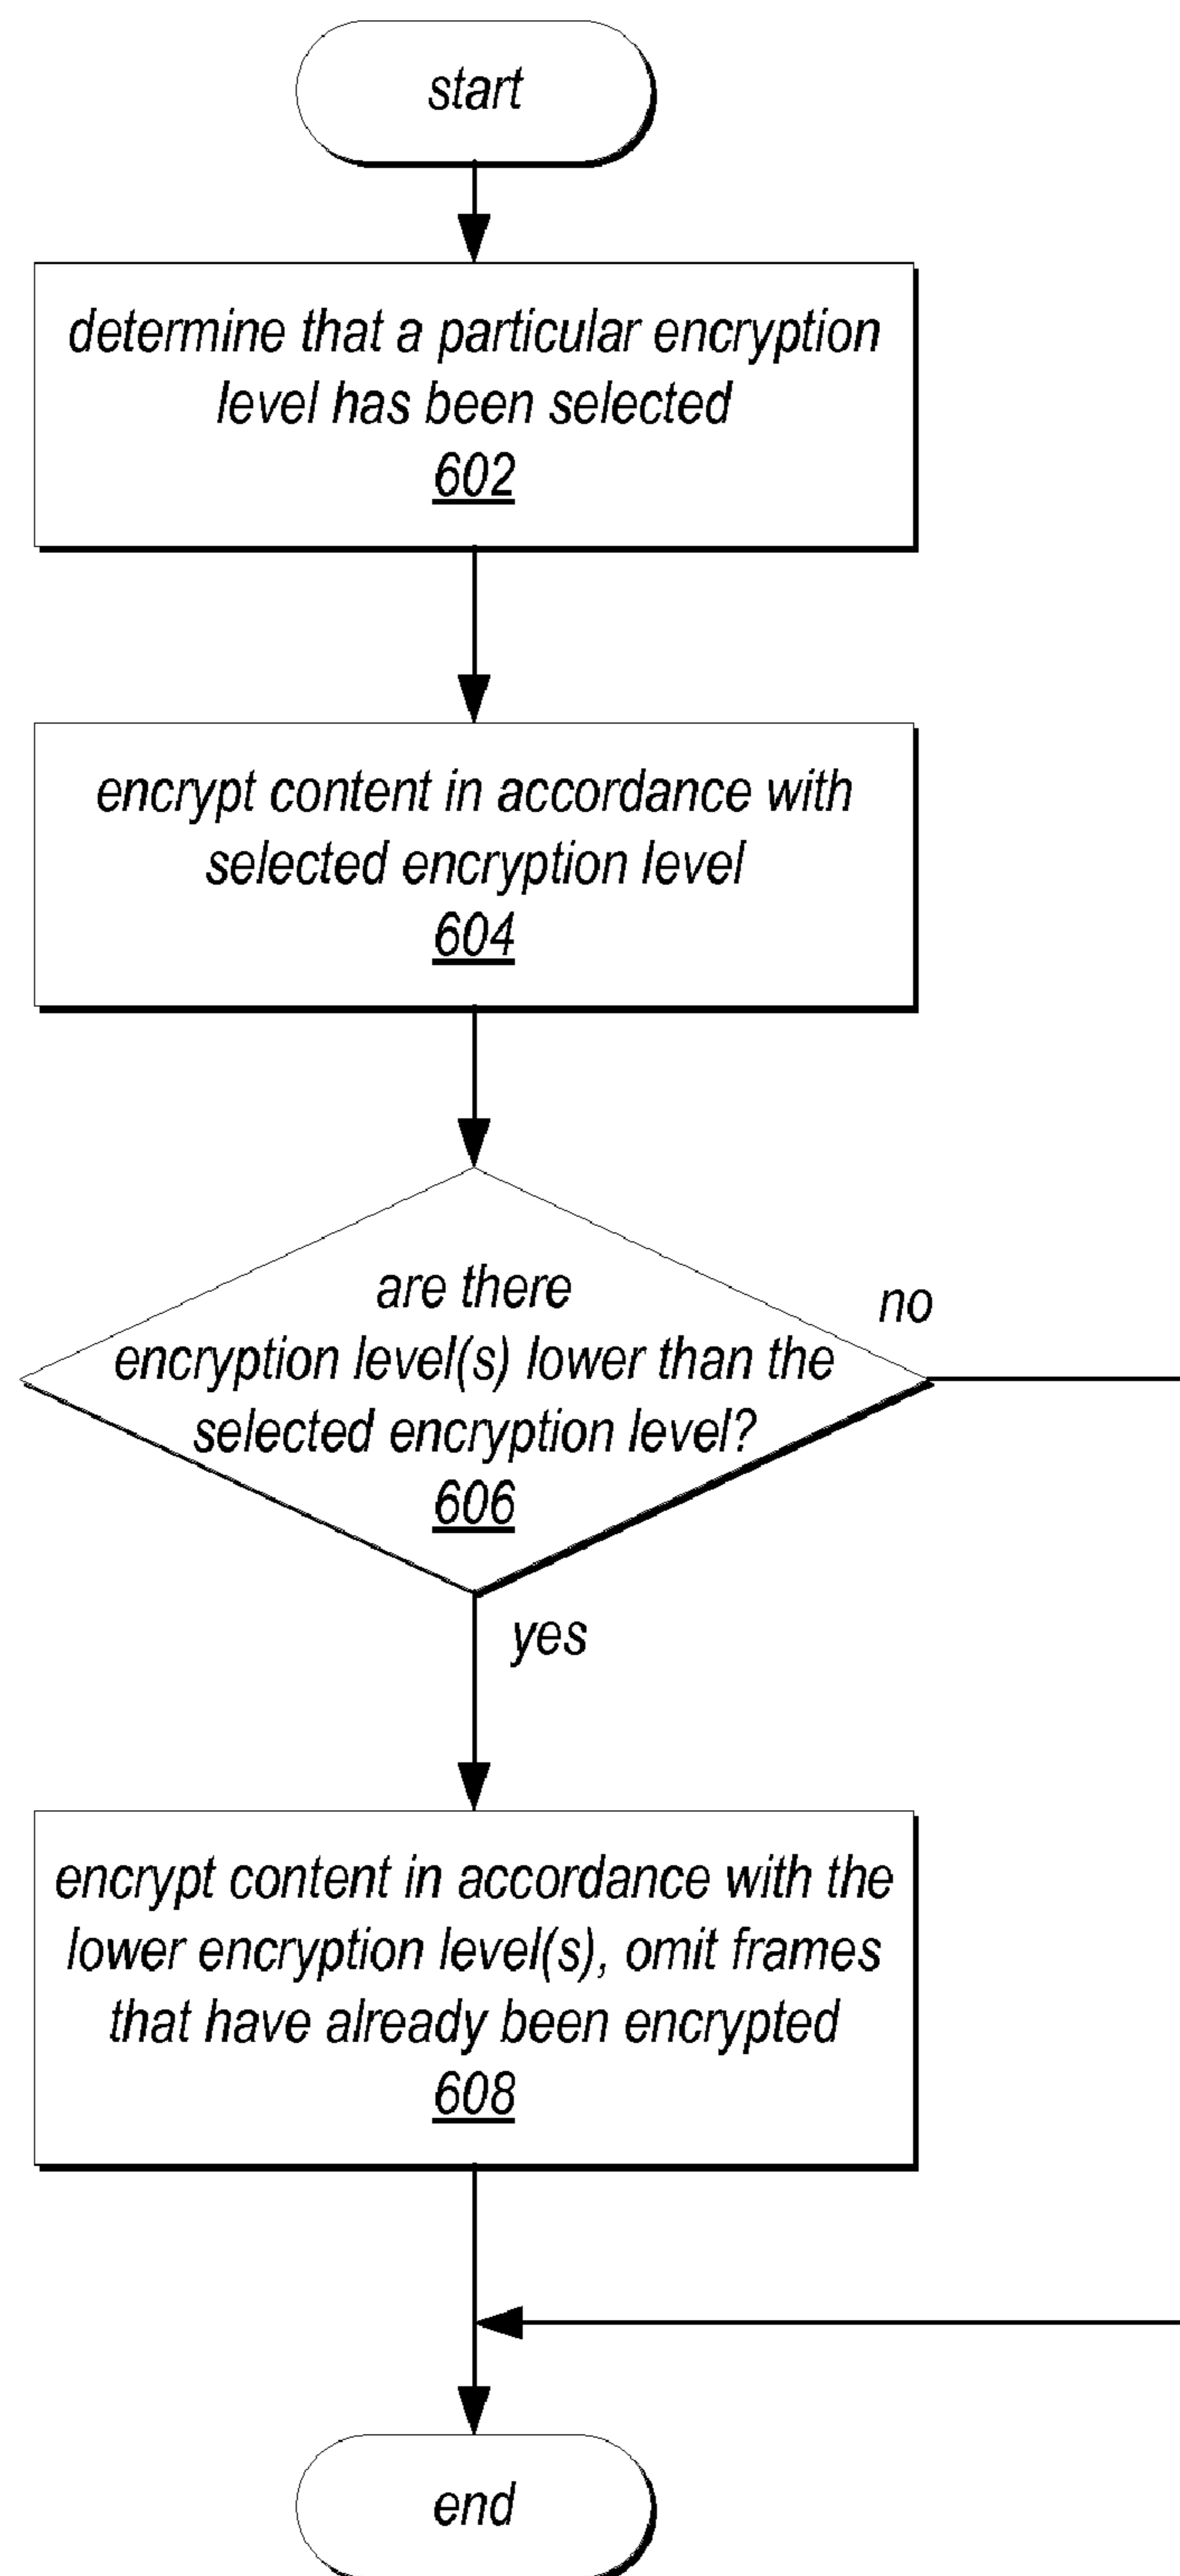 start
determine that a particular encryption
level has been selected
602
encrypt content in accordance with
selected encryption level
604
are there
encryption level(s) lower than the
selected encryption level?
606
no
yes
encrypt content in accordance with the
lower encryption level(s), omit frames
that have already been encrypted
608
end